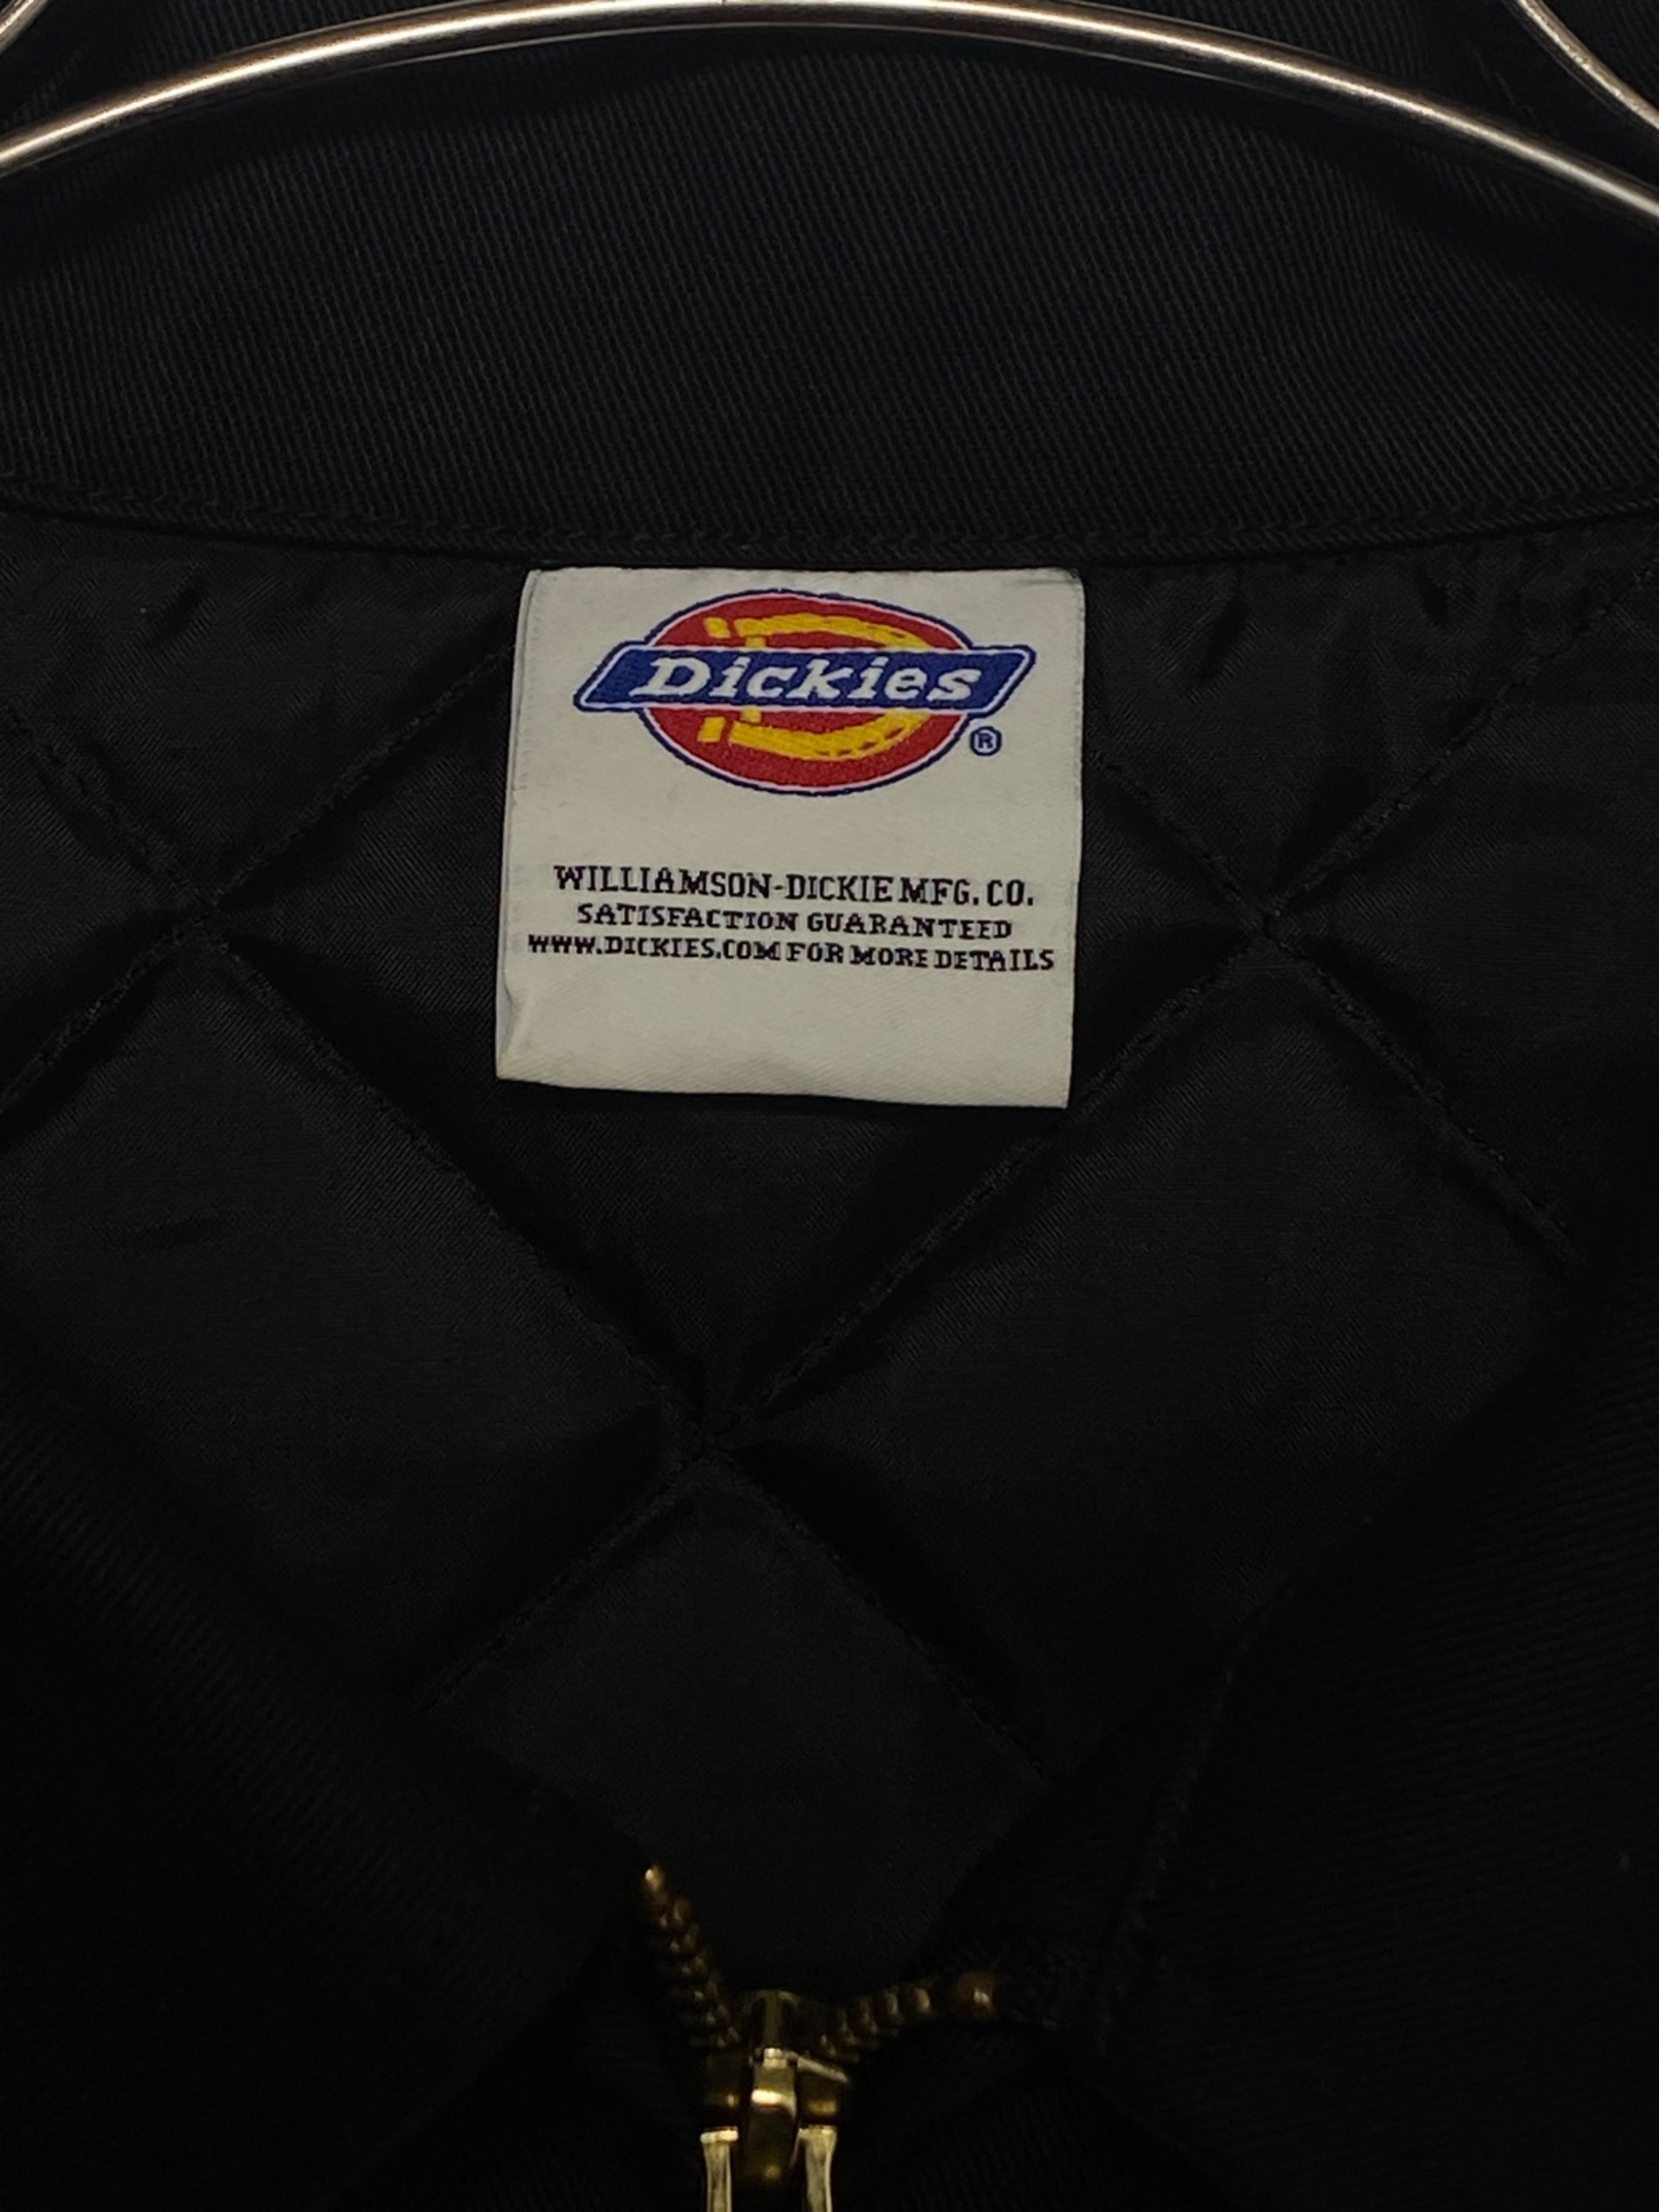 Dickies
®
WILLIAMSON-DICKIE MFG. CO.
SATISFACTION GUARANTEED
WWW.DICKIES.COM FOR MORE DETAILS